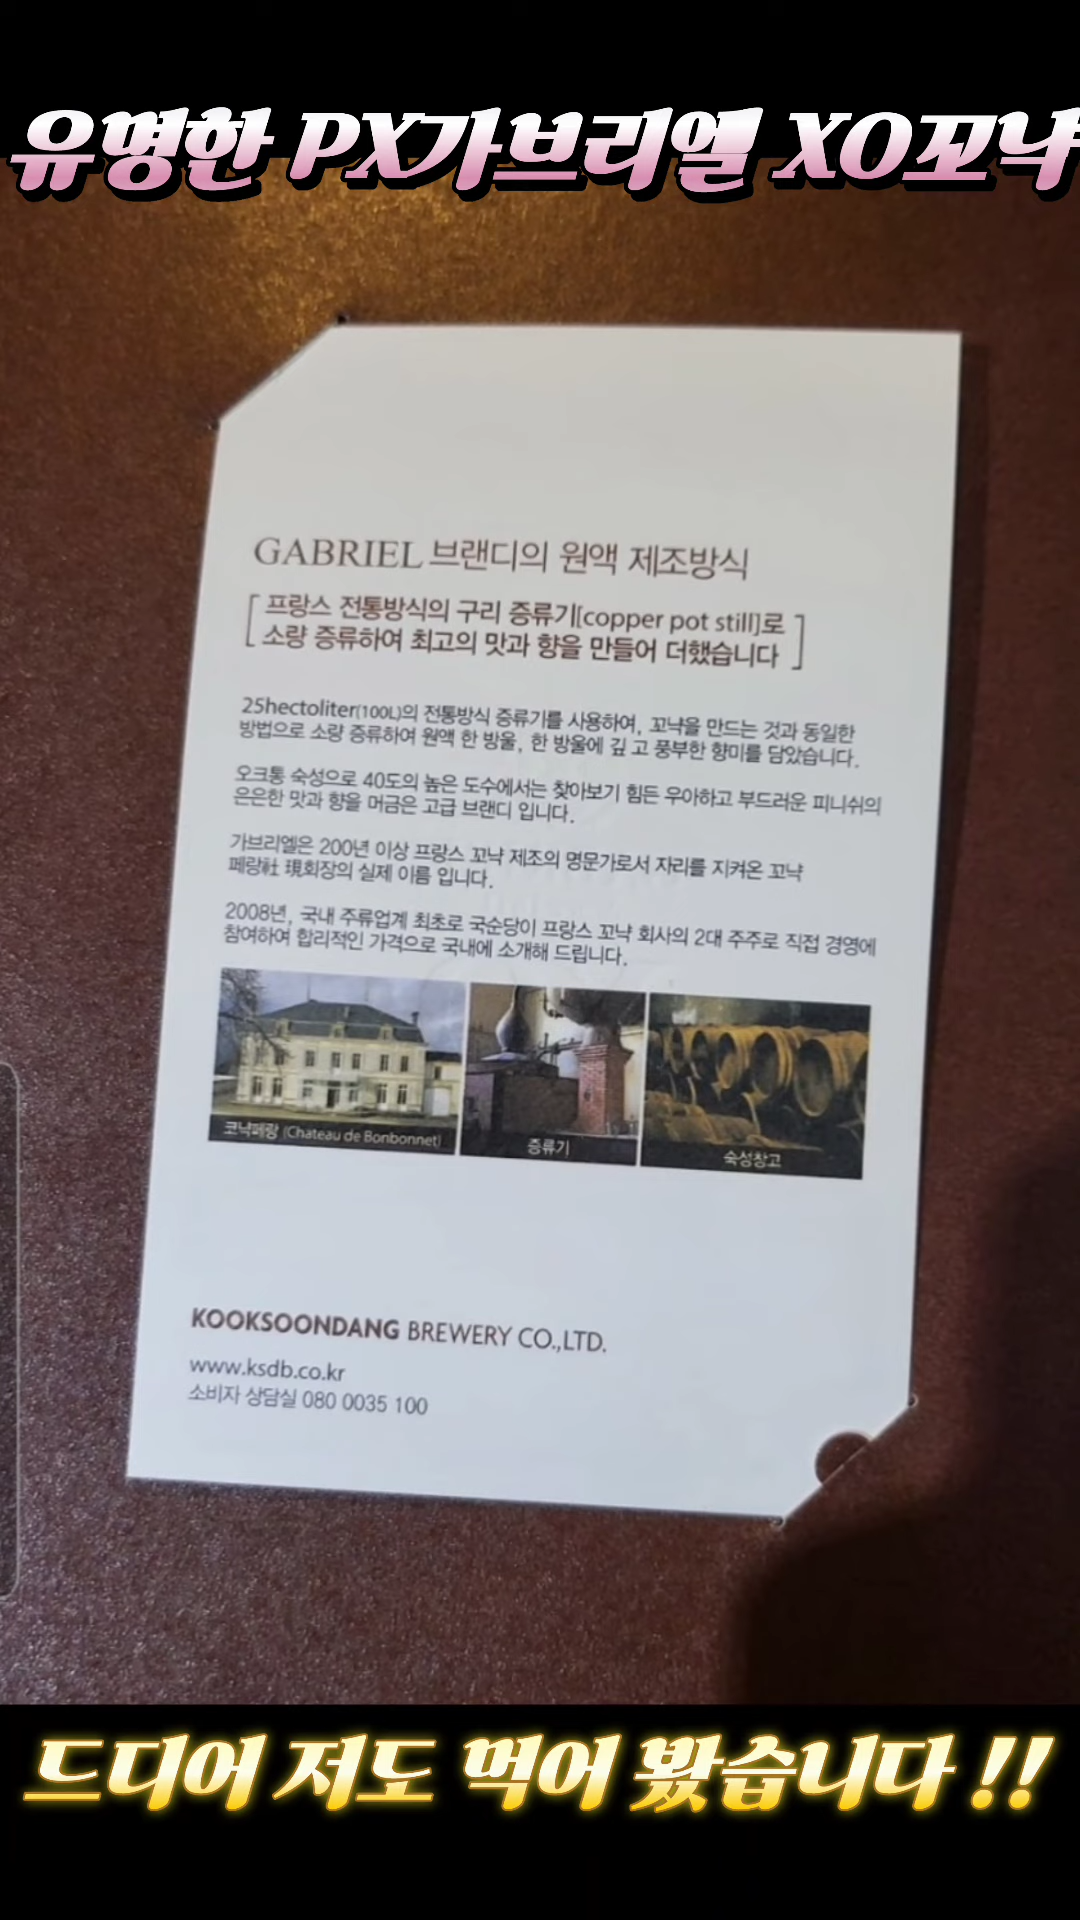 유명한 PX가브리엘 XO꼬냑
GABRIEL 브랜디의 원액 제조방식
[프랑스 전통방식의 구리 증류기[copper pot still]로
소량 증류하여 최고의 맛과 향을 만들어 더했습니다]
25hectoliter(100L)의 전통방식 증류기를 사용하여, 꼬냑을 만드는 것과 동일한
방법으로 소량 증류하여 원액 한 방울, 한 방울에 깊 고 풍부한 향미를 담았습니다.
오크통 숙성으로 40도의 높은 도수에서는 찾아보기 힘든 우아하고 부드러운 피니쉬의
은은한 맛과 향을 머금은 고급 브랜디 입니다.
가브리엘은 200년 이상 프랑스 꼬냑 제조의 명문가로서 자리를 지켜온 꼬냑
페랑社 現회장의 실제 이름 입니다.
2008년, 국내 주류업계 최초로 국순당이 프랑스 꼬냑 회사의 2대 주주로 직접 경영에
참여하여 합리적인 가격으로 국내에 소개해 드립니다.
코냑페랑 (Chateau de Bonbonnet)
증류기
숙성창고
KOOKSOONDANG BREWERY CO.,LTD.
www.ksdb.co.kr
소비자 상담실 080 0035 100
드디어 저도 먹어 봤습니다 !!